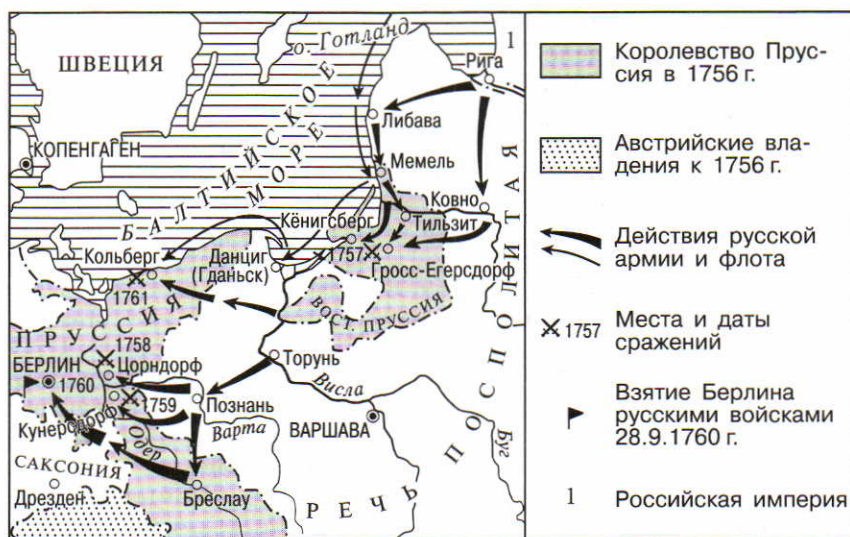 о. Готланд
1
ШВЕЦИЯ
Рига
БАЛТИЙСКОЕ
МОРЕ
Либава
КОПЕНГАГЕН
Мемель
Ковно
Кёнигсберг
Тильзит
Кольберг
Данциг
(Гданьск)
1757
Гросс-Егерсдорф
1761
ВОСТ. ПРУССИЯ
ПРУССИЯ
1758
БЕРЛИН
Цорндорф
Торунь
1760
1759
Висла
Кунерсдорф
Познань
Одер
Варта
ВАРШАВА
Буг
САКСОНИЯ
Дрезден
Бреслау
РЕЧЬ ПОСПОЛИТАЯ
Королевство Прус-
сия в 1756 г.
Австрийские вла-
дения к 1756 г.
Действия русской
армии и флота
1757
Места и даты
сражений
Взятие Берлина
русскими войсками
28.9.1760 г.
1
Российская империя